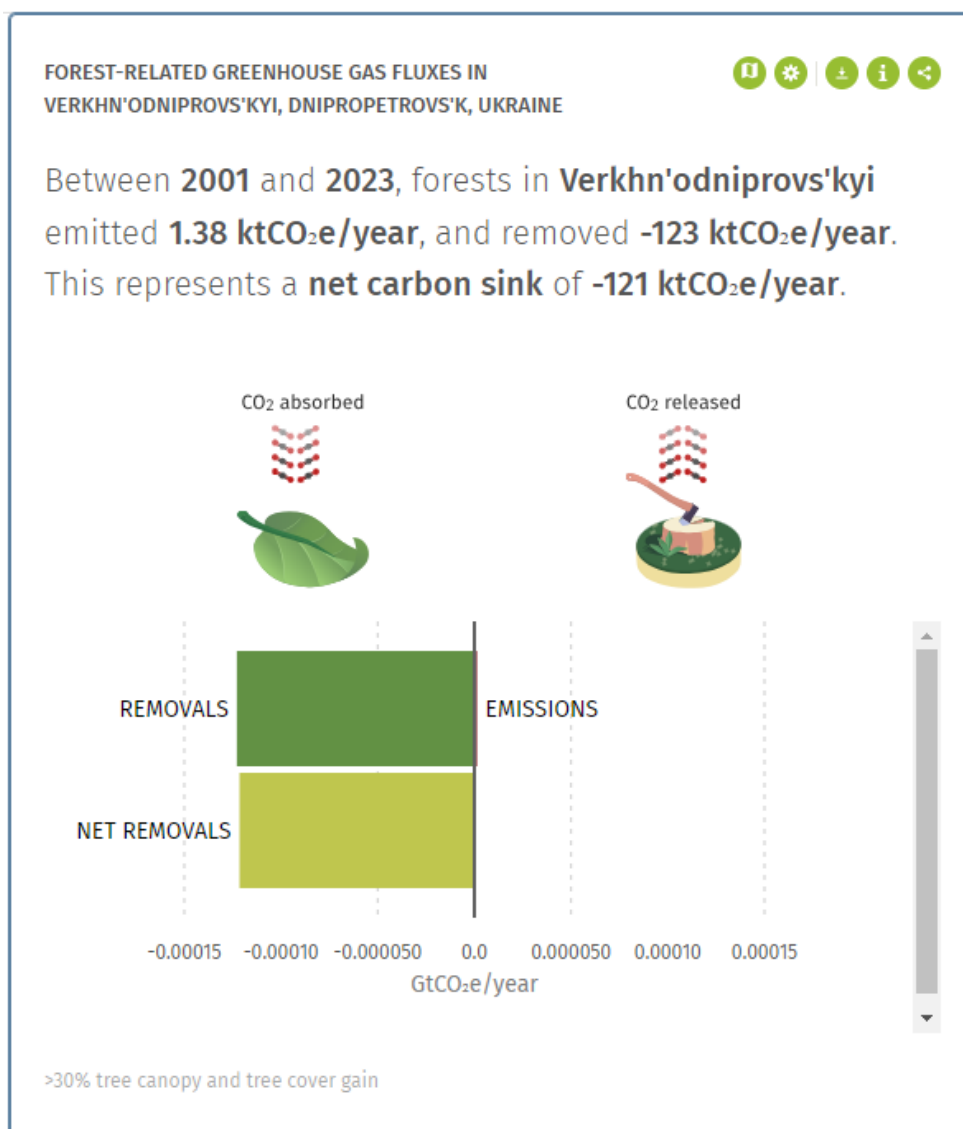 FOREST-RELATED GREENHOUSE GAS FLUXES IN
VERKHN'ODNIPROVS'KYI, DNIPROPETROVS'K, UKRAINE
Between 2001 and 2023, forests in Verkhn'odniprovs'kyi
emitted 1.38 ktCO₂e/year, and removed -123 ktCO₂e/year.
This represents a net carbon sink of -121 ktCO₂e/year.
CO₂ absorbed
CO₂ released
REMOVALS
EMISSIONS
NET REMOVALS
-0.00015 -0.00010 -0.000050 0.0 0.000050 0.00010 0.00015
GtCO₂e/year
>30% tree canopy and tree cover gain